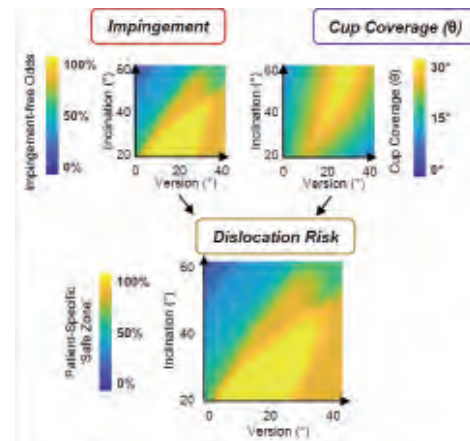 Impingement
Cup Coverage (θ)
Impingement-free Odds
100%
50%
0%
Inclination (°)
60
40
20
0
20
40
Version (°)
Inclination (°)
60
40
20
0
20
40
Version (°)
30°
15°
0°
Cup Coverage (θ)
Dislocation Risk
Patient-Specific
'Safe Zone'
100%
50%
0%
Inclination (°)
60
40
20
0
20
40
Version (°)